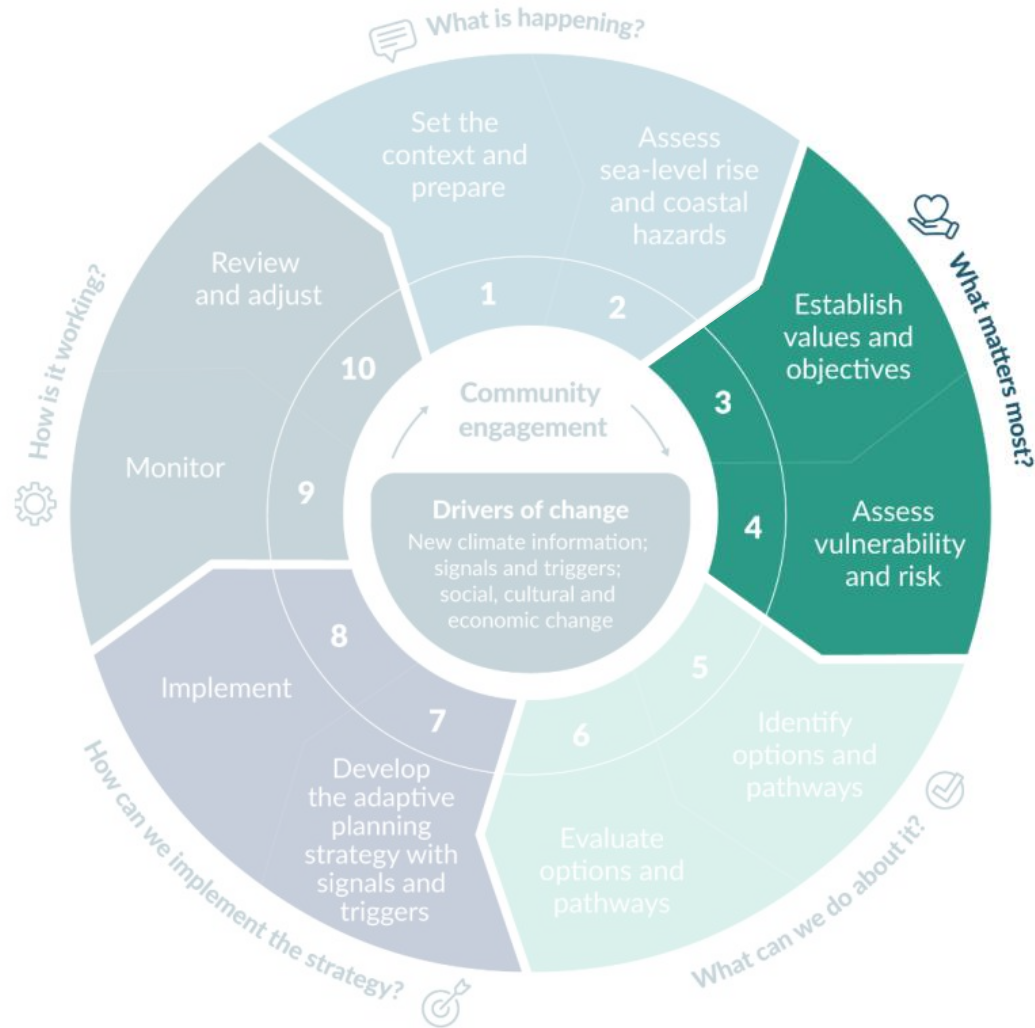 What is happening?
Set the
context and
prepare
1
Assess
sea-level rise
and coastal
hazards
2
What matters most?
Establish
values and
objectives
3
Assess
vulnerability
and risk
4
What can we do about it?
Identify
options and
pathways
5
Evaluate
options and
pathways
6
How can we implement the strategy?
Develop
the adaptive
planning
strategy with
signals and
triggers
7
Implement
8
How is it working?
Monitor
9
Review
and adjust
10
Community
engagement
Drivers of change
New climate information;
signals and triggers;
social, cultural and
economic change